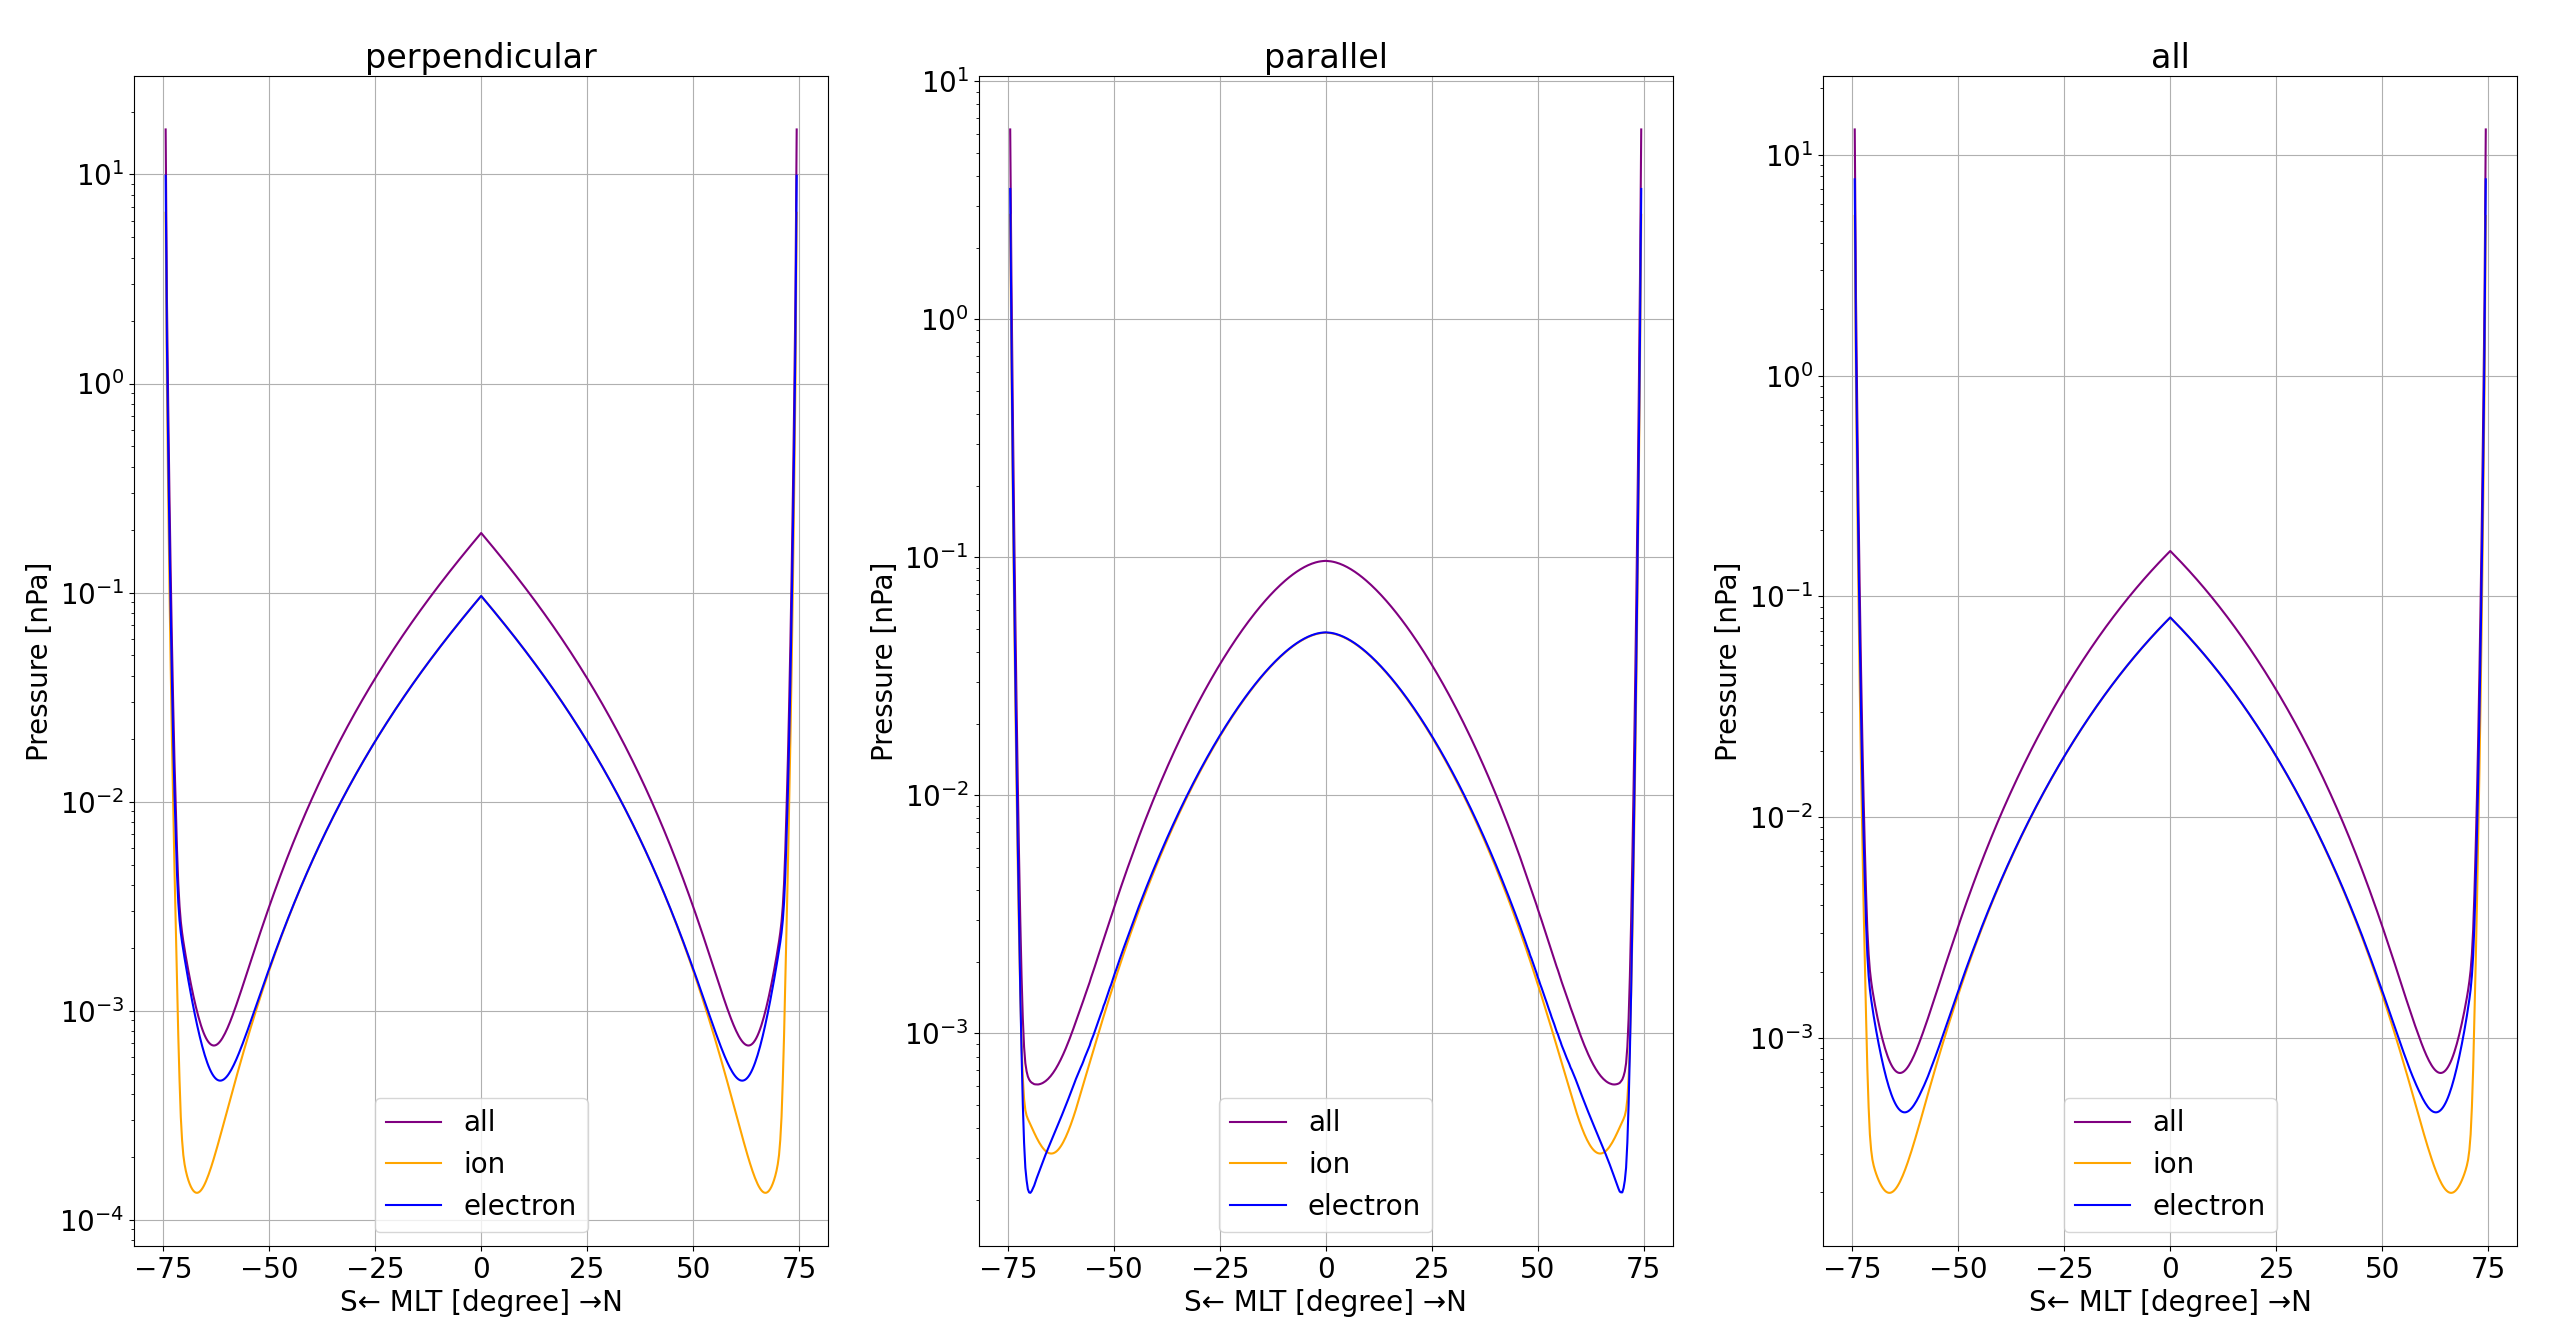 perpendicular
10¹
10⁰
10⁻¹
10⁻²
10⁻³
10⁻⁴
Pressure [nPa]
all
ion
electron
−75 −50 −25 0 25 50 75
S← MLT [degree] →N
parallel
10¹
10⁰
10⁻¹
10⁻²
10⁻³
Pressure [nPa]
all
ion
electron
−75 −50 −25 0 25 50 75
S← MLT [degree] →N
all
10¹
10⁰
10⁻¹
10⁻²
10⁻³
Pressure [nPa]
all
ion
electron
−75 −50 −25 0 25 50 75
S← MLT [degree] →N